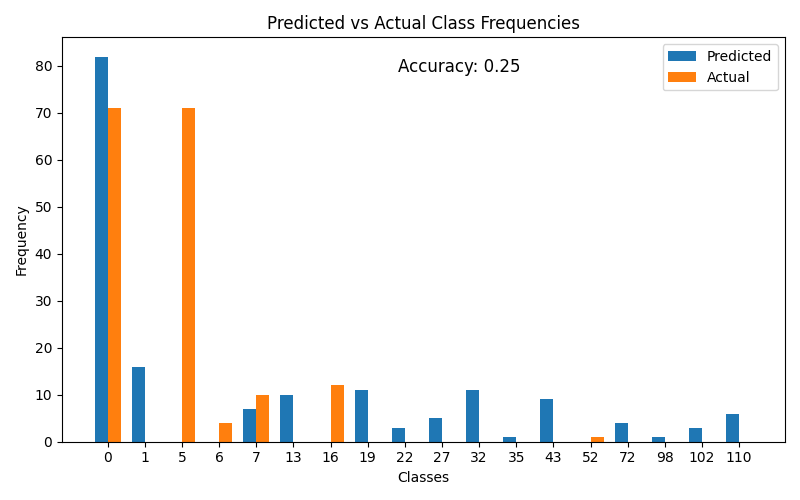 Predicted vs Actual Class Frequencies
Accuracy: 0.25
Predicted
Actual
Frequency
80
70
60
50
40
30
20
10
0
0 1 5 6 7 13 16 19 22 27 32 35 43 52 72 98 102 110
Classes